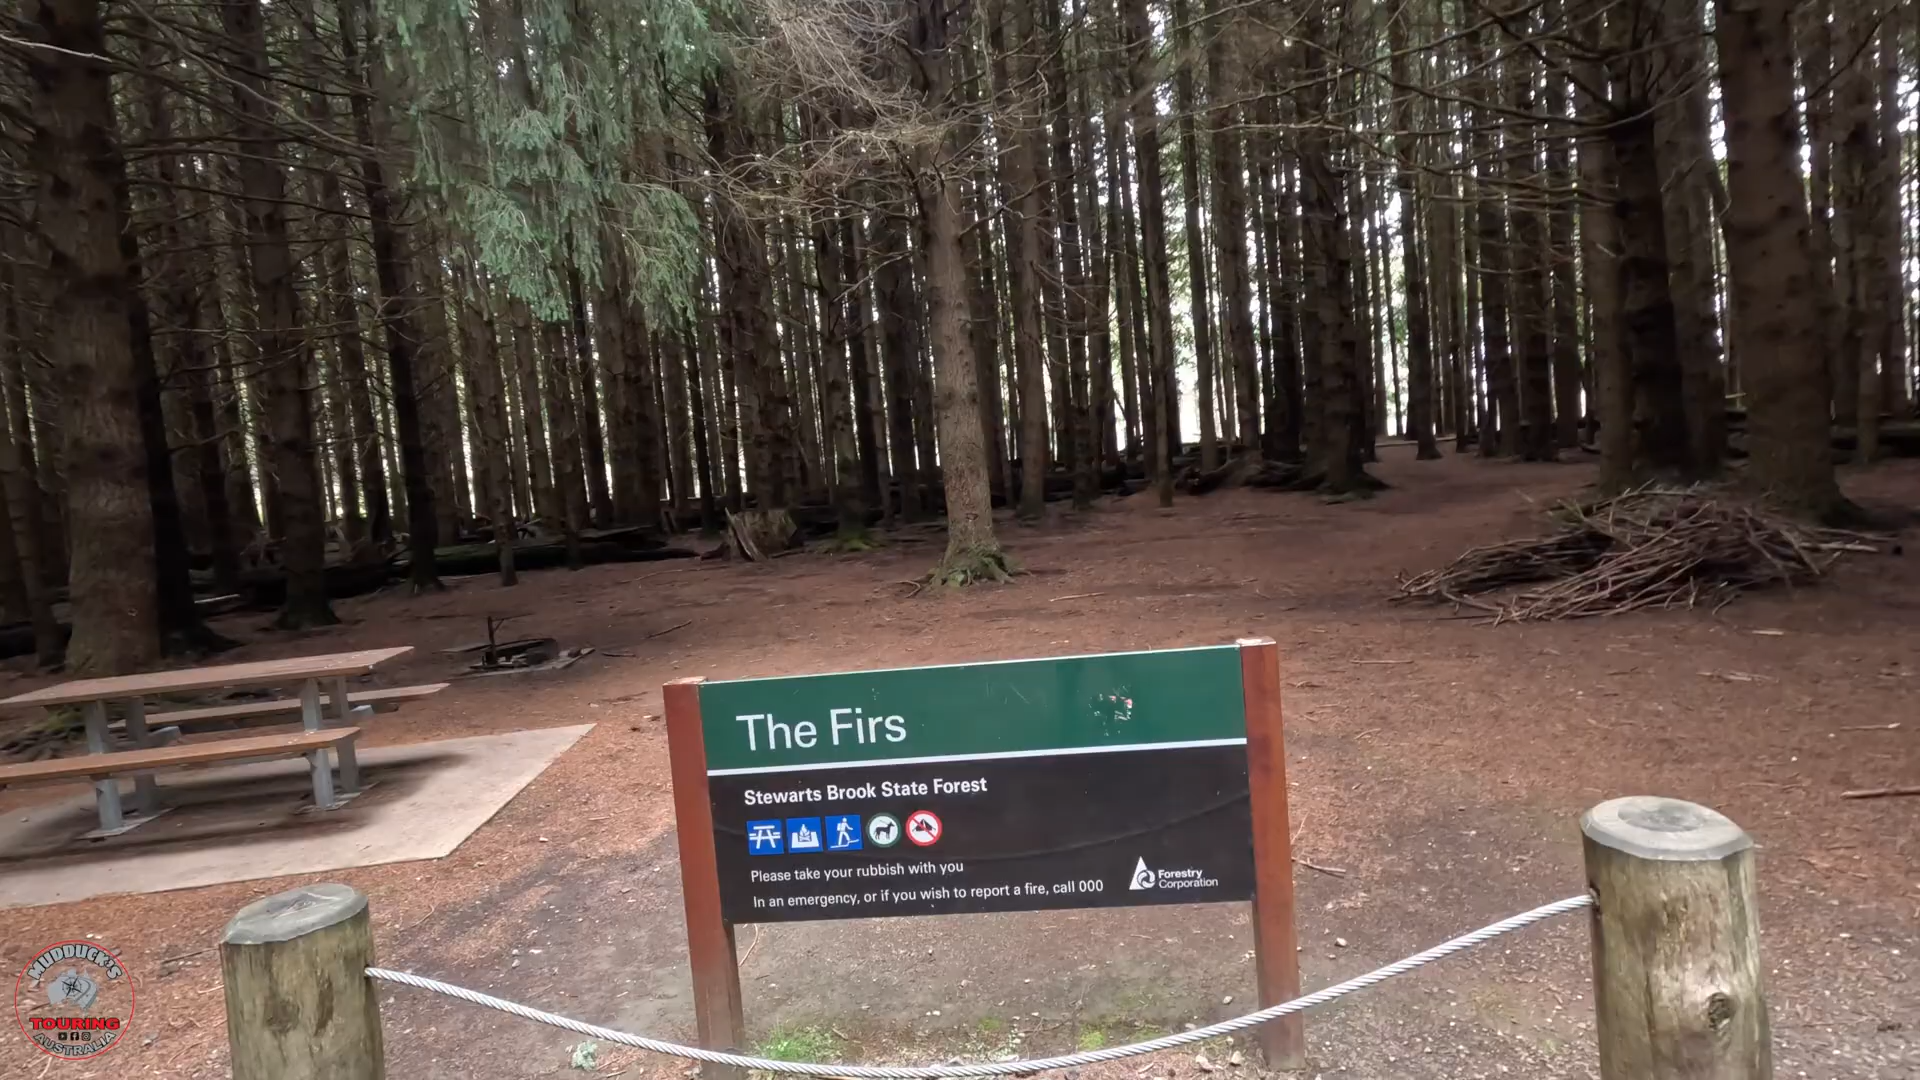 The Firs
Stewarts Brook State Forest
Please take your rubbish with you
In an emergency, or if you wish to report a fire, call 000
Forestry
Corporation
MUDDUCK'S
TOURING
AUSTRALIA